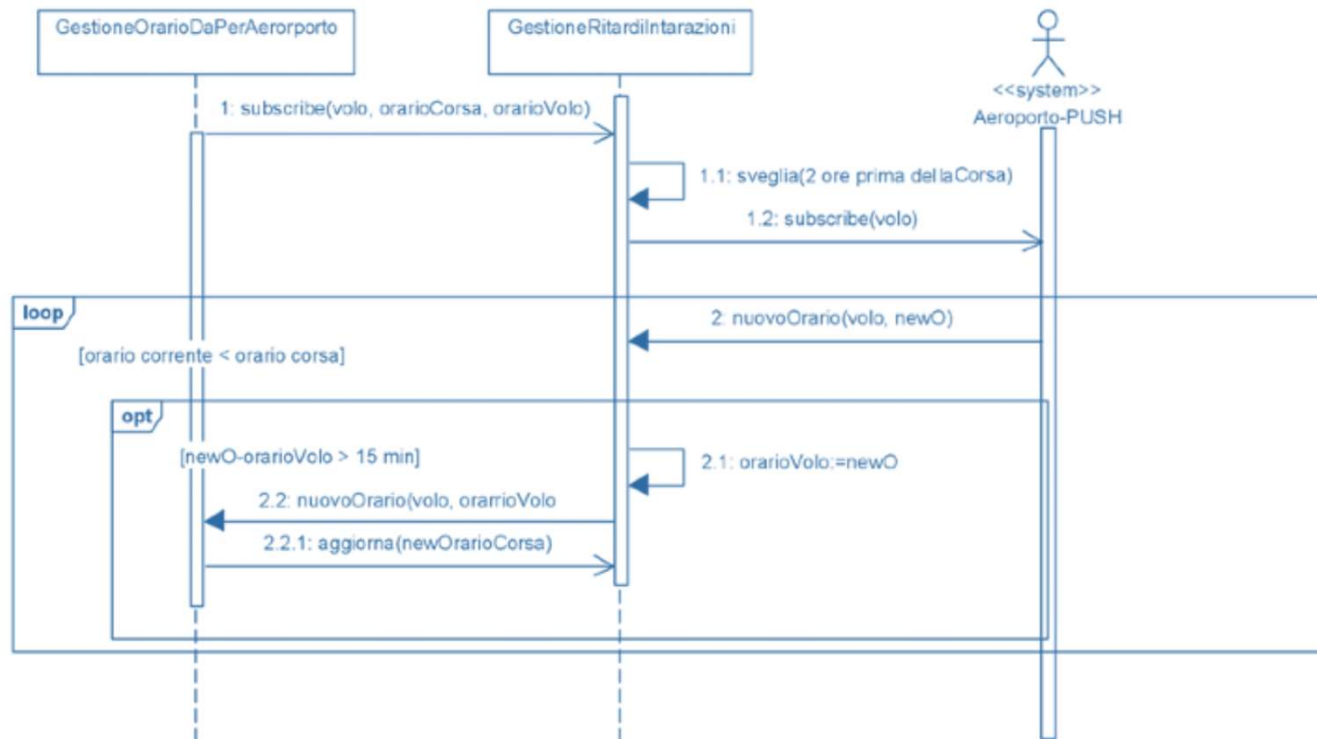 GestioneOrarioDaPerAerorporto
GestioneRitardiIntarazioni
<<system>>
Aeroporto-PUSH
1: subscribe(volo, orarioCorsa, orarioVolo)
1.1: sveglia(2 ore prima dellaCorsa)
1.2: subscribe(volo)
loop
2: nuovoOrario(volo, newO)
[orario corrente < orario corsa]
opt
[newO-orarioVolo > 15 min]
2.1: orarioVolo:=newO
2.2: nuovoOrario(volo, orarrioVolo
2.2.1: aggiorna(newOrarioCorsa)